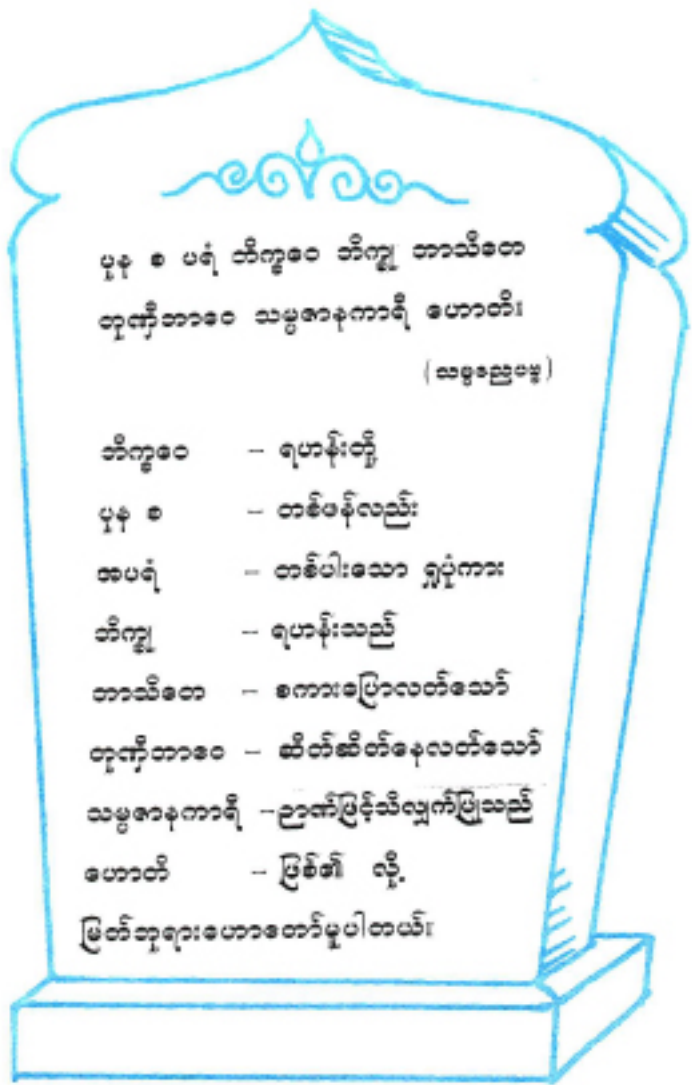 ပုန စ ပရံ ဘိက္ခဝေ ဘိက္ခု ဘာသိတေ
တုဏှီဘာဝေ သမ္ပဇာနကာရီ ဟောတိ။
(သမ္ပဇညပဗ္ဗ)
ဘိက္ခဝေ – ရဟန်းတို့
ပုန စ – တစ်ဖန်လည်း
အပရံ – တစ်ပါးသော ရှုပုံကား
ဘိက္ခု – ရဟန်းသည်
ဘာသိတေ – စကားပြောလတ်သော်
တုဏှီဘာဝေ – ဆိတ်ဆိတ်နေလတ်သော်
သမ္ပဇာနကာရီ –ဉာဏ်ဖြင့်သိလျှက်ပြုသည်
ဟောတိ – ဖြစ်၏ လို့
မြတ်ဘုရားဟောတော်မူပါတယ်။